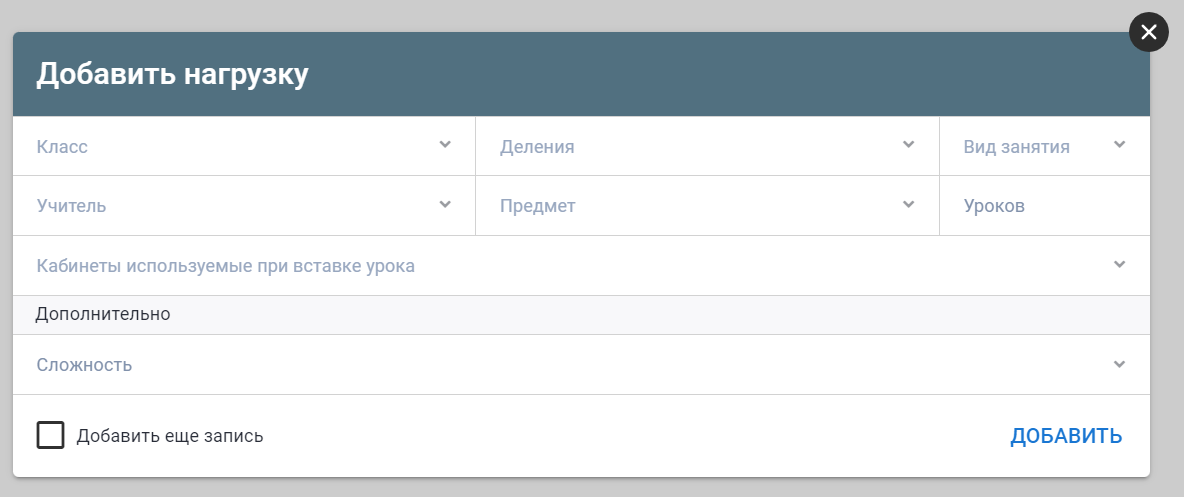 Добавить нагрузку
Класс
Деления
Вид занятия
Учитель
Предмет
Уроков
Кабинеты используемые при вставке урока
Дополнительно
Сложность
Добавить еще запись
ДОБАВИТЬ